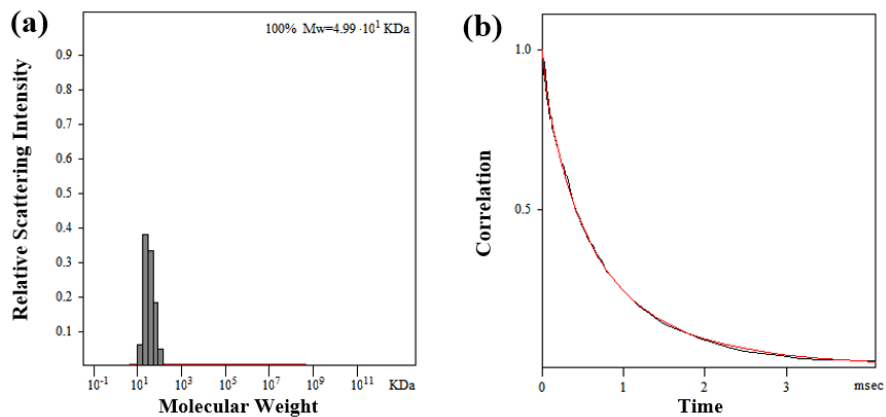 (a)
100% Mw=4.99 ·10¹ KDa
Relative Scattering Intensity
0.9
0.8
0.7
0.6
0.5
0.4
0.3
0.2
0.1
10⁻¹ 10¹ 10³ 10⁵ 10⁷ 10⁹ 10¹¹ KDa
Molecular Weight
(b)
Correlation
1.0
0.5
0 1 2 3 msec
Time